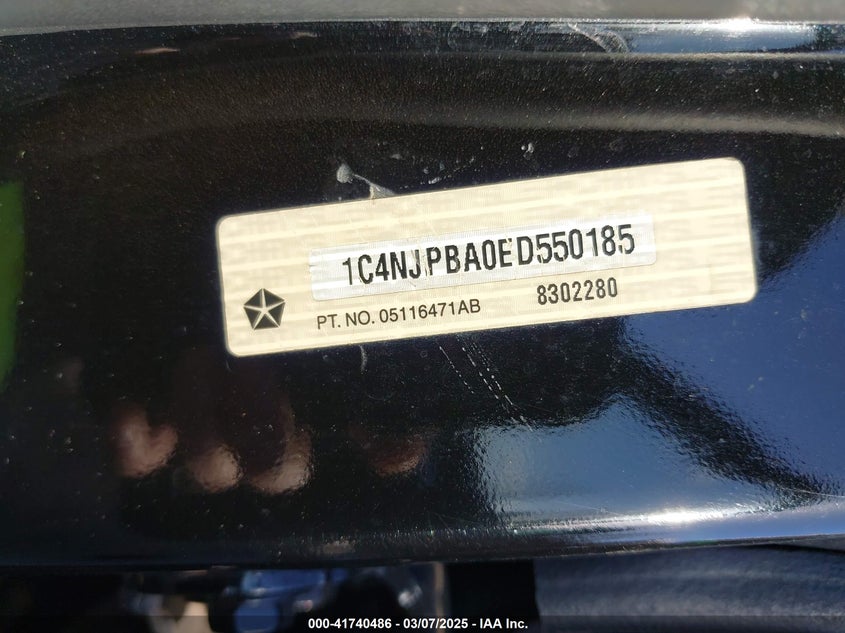 1C4NJPBA0ED550185
PT. NO. 05116471AB 8302280
000-41740486 - 03/07/2025 - IAA Inc.